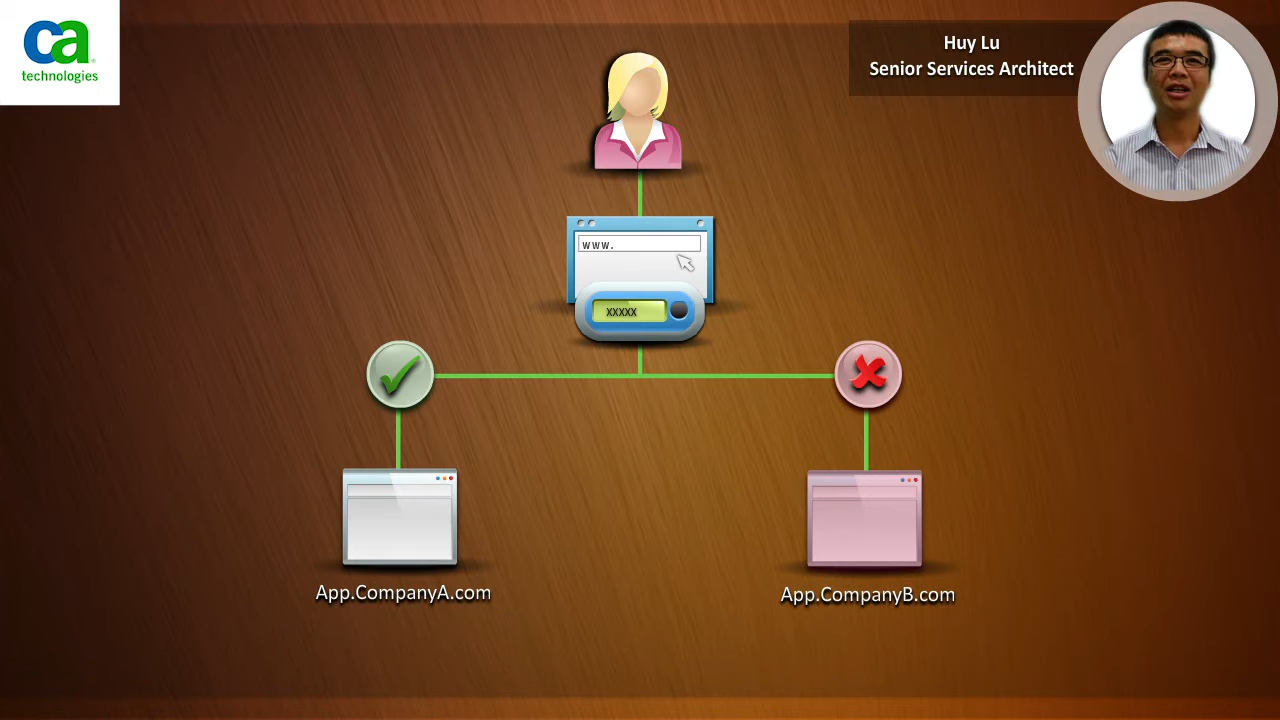 ca
technologies
Huy Lu
Senior Services Architect
www.
XXXXX
App.CompanyA.com
App.CompanyB.com